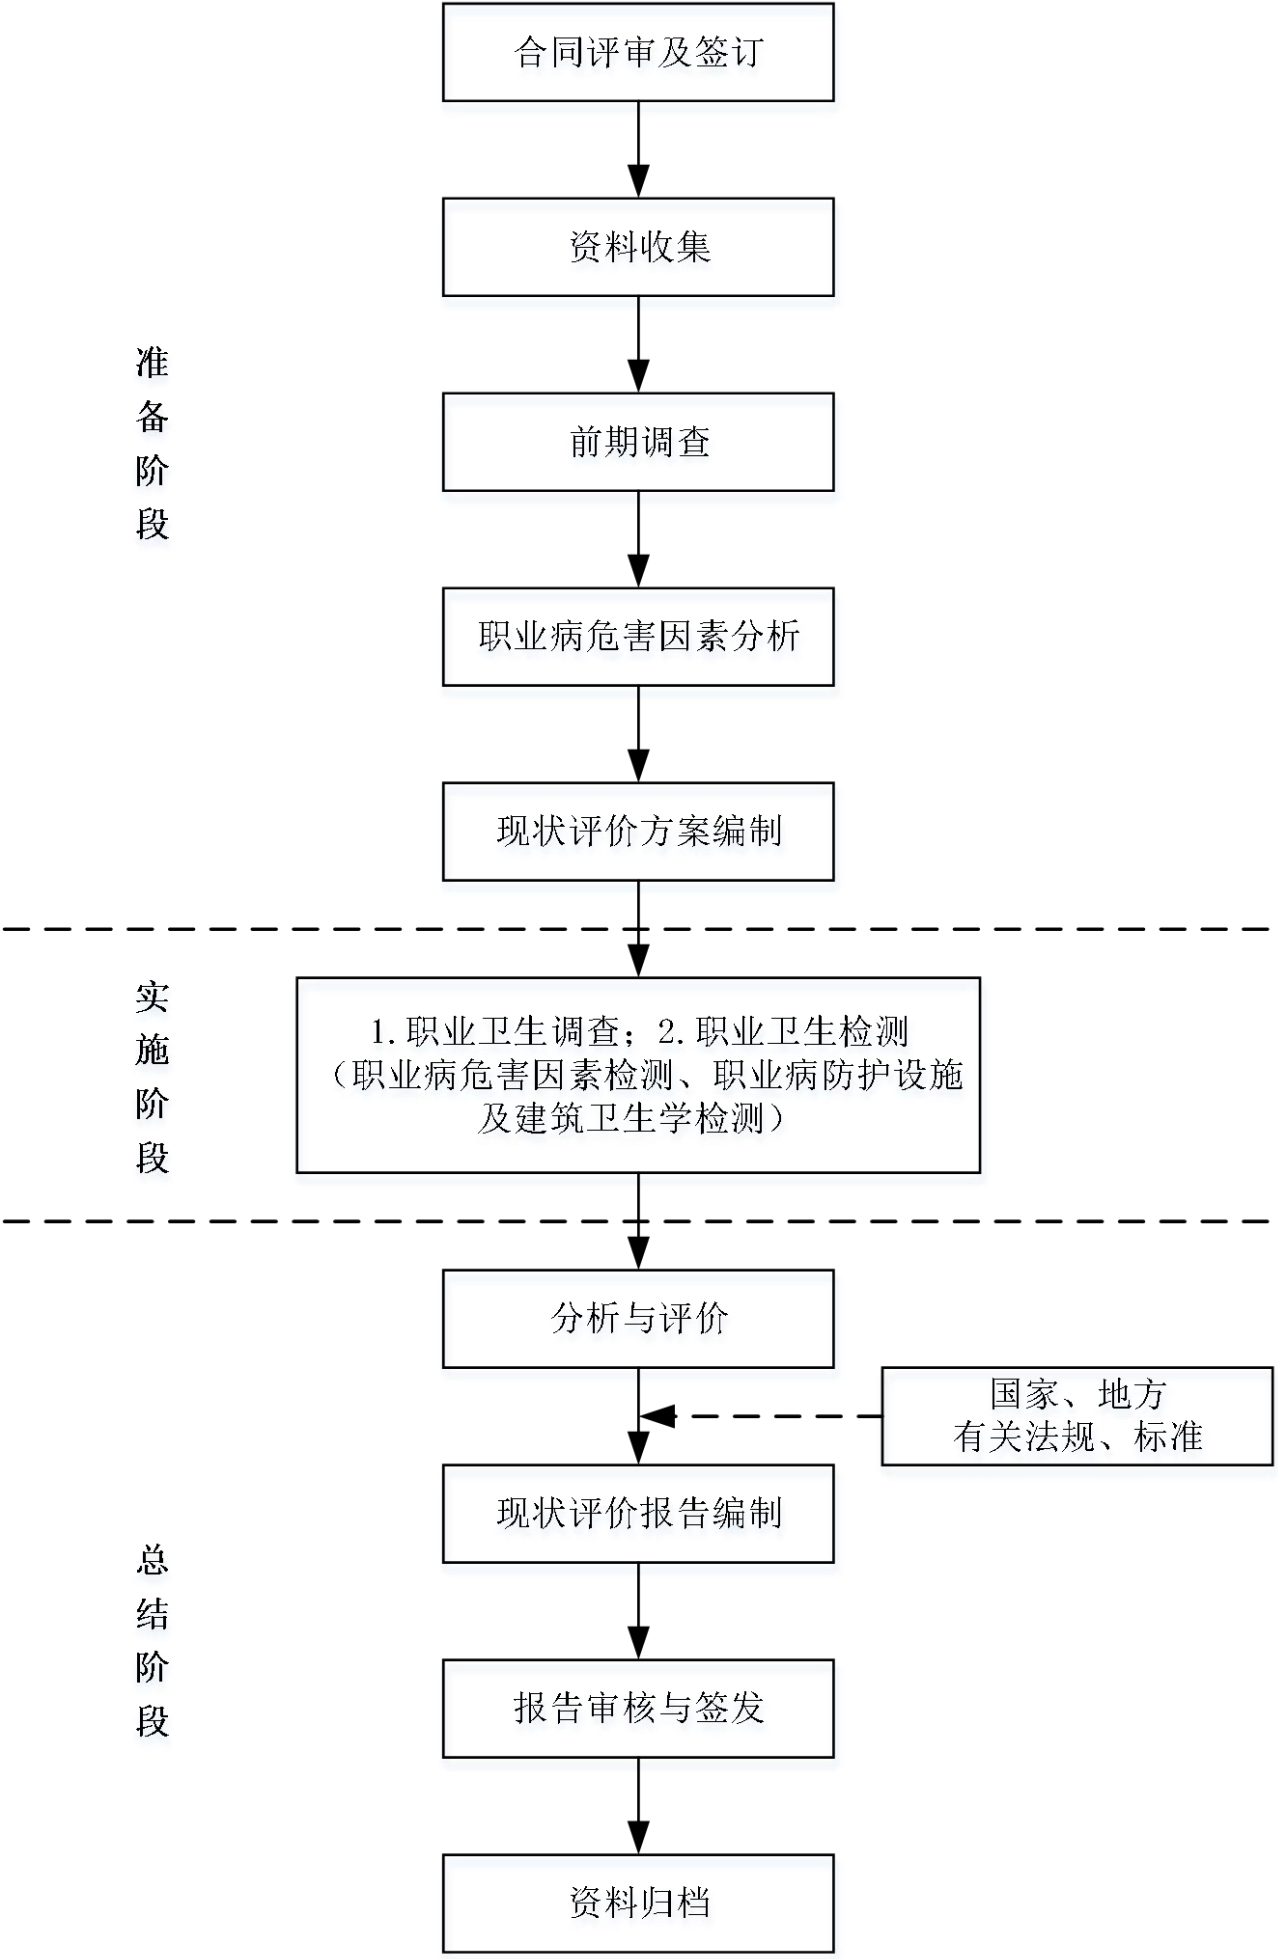 合同评审及签订
资料收集
前期调查
职业病危害因素分析
现状评价方案编制
准备阶段
1.职业卫生调查；2.职业卫生检测
（职业病危害因素检测、职业病防护设施
及建筑卫生学检测）
实施阶段
分析与评价
国家、地方
有关法规、标准
现状评价报告编制
报告审核与签发
资料归档
总结阶段